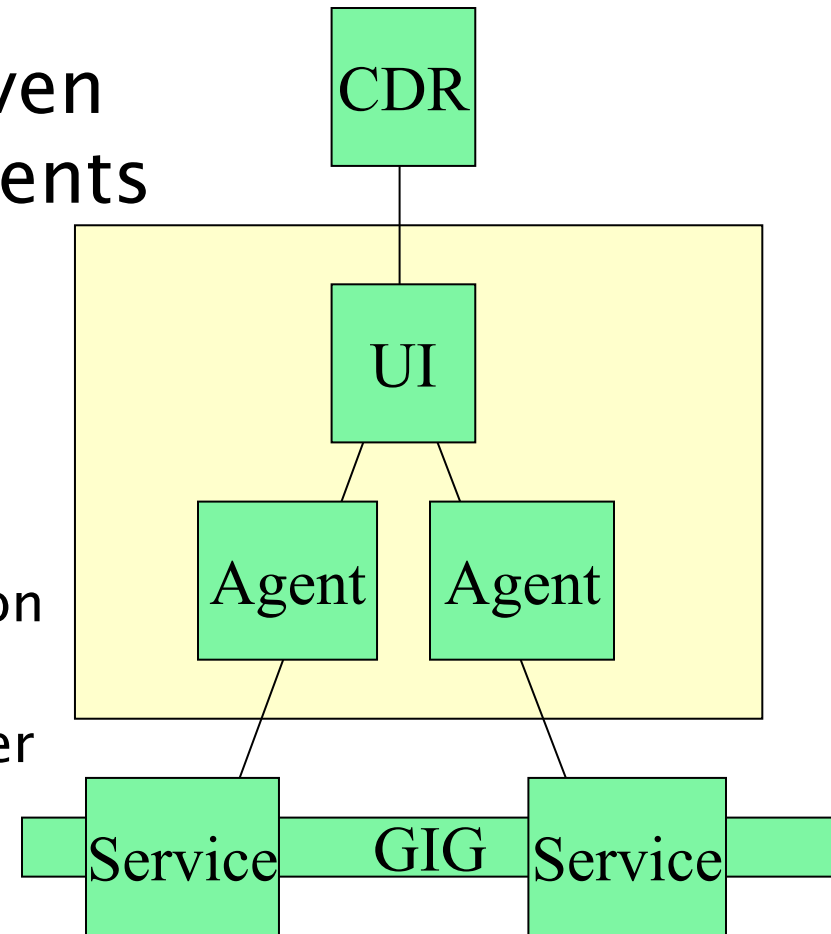 CDR
ven
ents
UI
Agent Agent
on
er
Service GIG Service